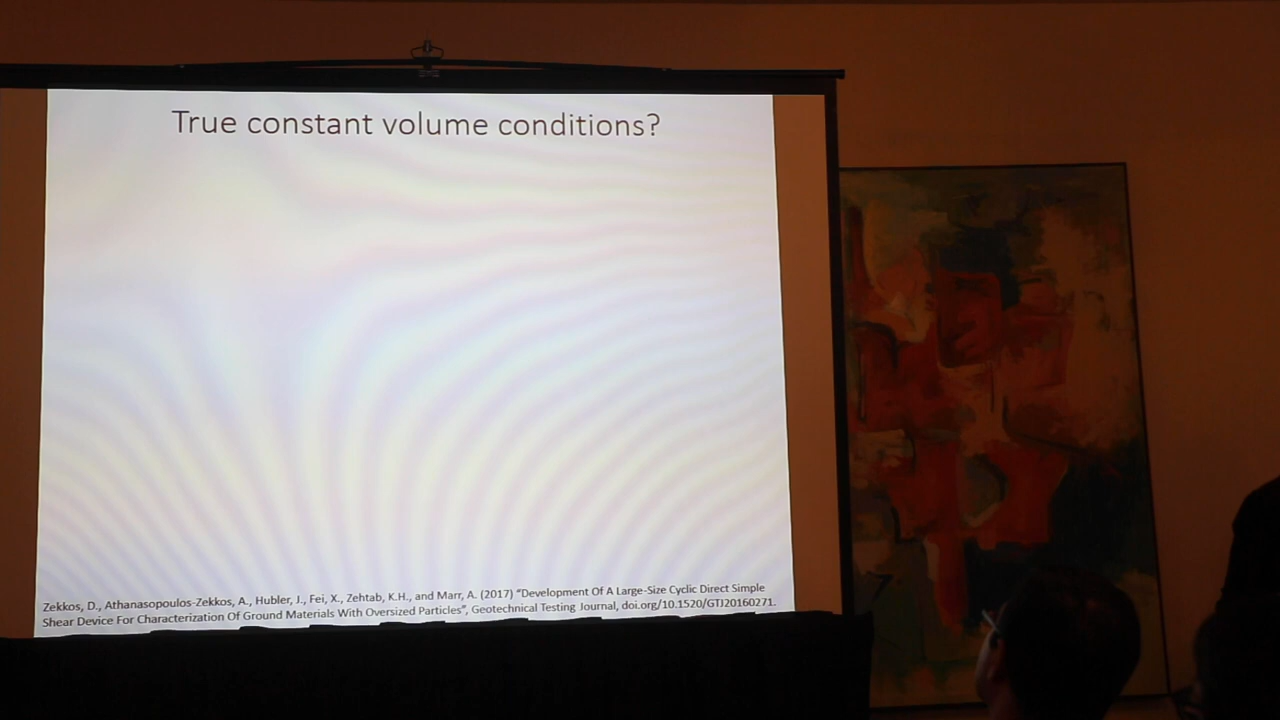 True constant volume conditions?
Zekkos, D., Athanasopoulos-Zekkos, A., Hubler, J., Fei, X., Zehtab, K.H., and Marr, A. (2017) “Development Of A Large-Size Cyclic Direct Simple
Shear Device For Characterization Of Ground Materials With Oversized Particles”, Geotechnical Testing Journal, doi.org/10.1520/GTJ20160271.